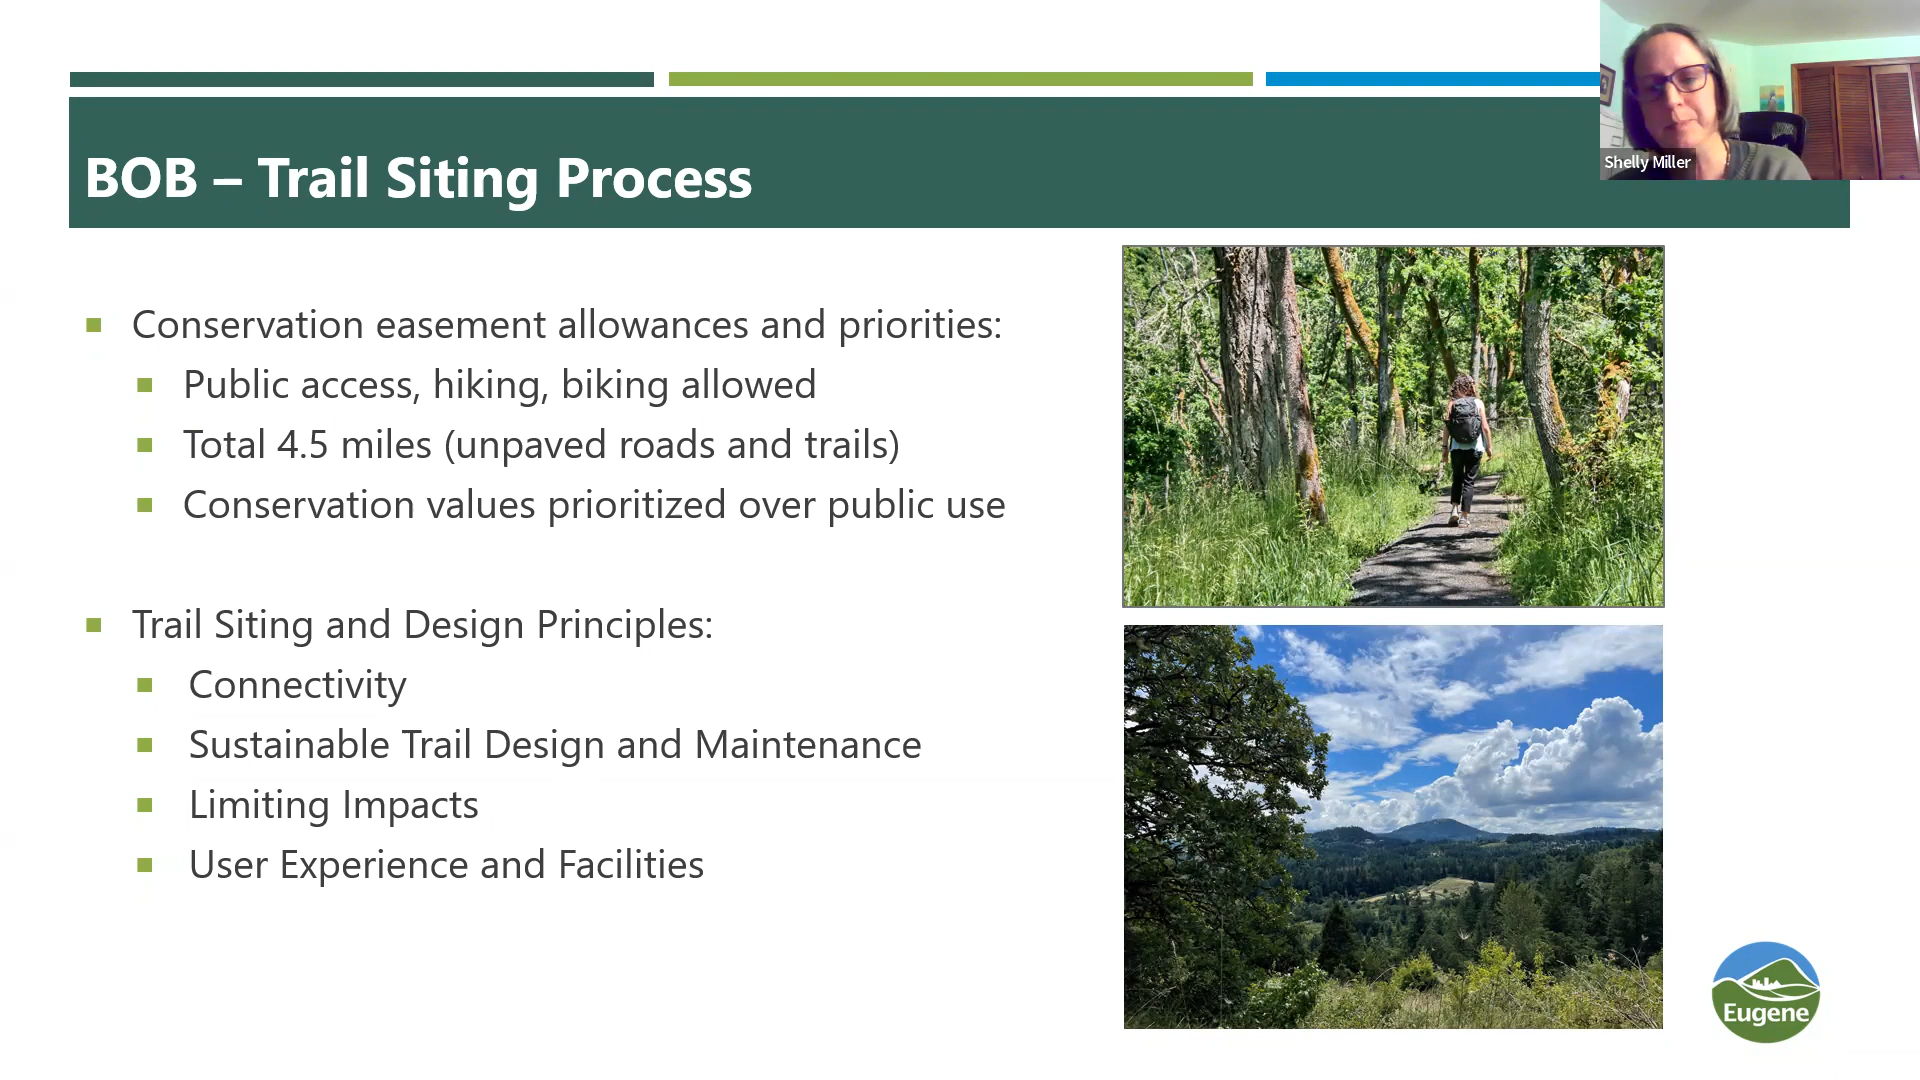 Shelly Miller
BOB – Trail Siting Process
Conservation easement allowances and priorities:
Public access, hiking, biking allowed
Total 4.5 miles (unpaved roads and trails)
Conservation values prioritized over public use
Trail Siting and Design Principles:
Connectivity
Sustainable Trail Design and Maintenance
Limiting Impacts
User Experience and Facilities
Eugene